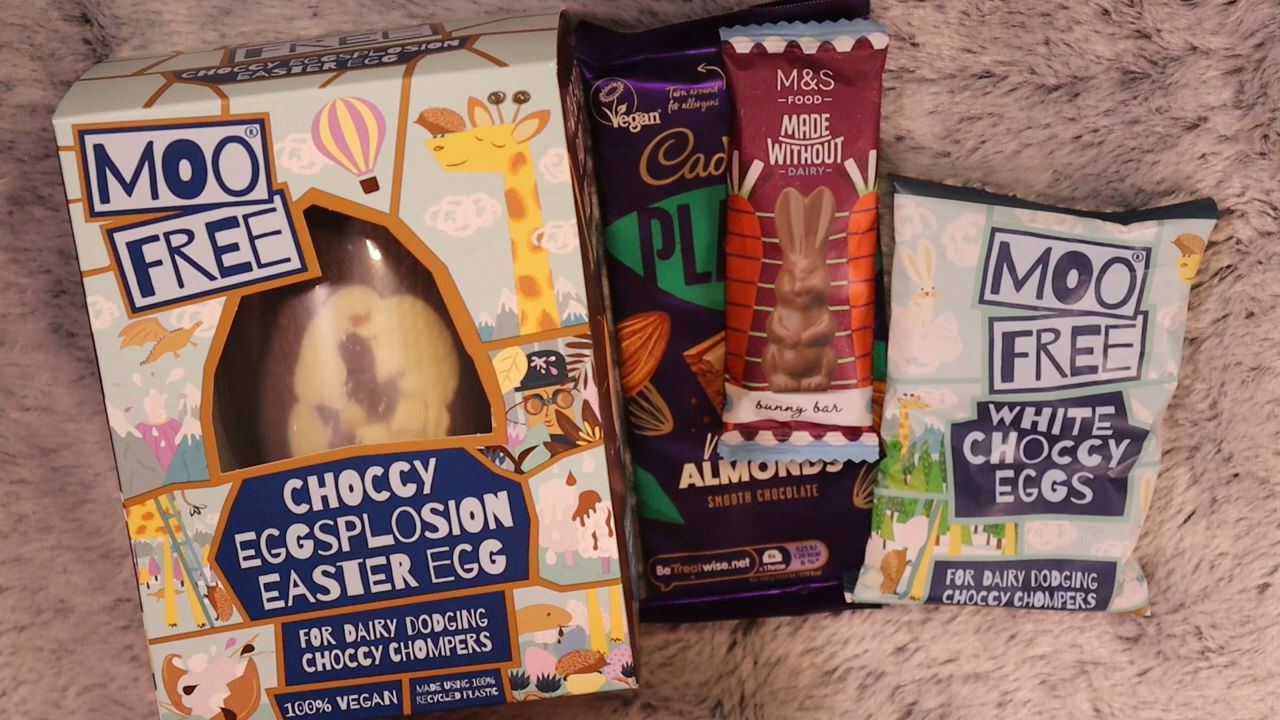 FREE
CHOCCY EGGSPLOSION
EASTER EGG
MOO®
FREE
CHOCCY
EGGSPLOSION
EASTER EGG
FOR DAIRY DODGING
CHOCCY CHOMPERS
100% VEGAN
MADE USING 100%
RECYCLED PLASTIC
Vegan
Turn around
for allergens
Cad
PL
ALMONDS
SMOOTH CHOCOLATE
BeTreatwise.net
M&S
FOOD
MADE
WITHOUT
DAIRY
bunny bar
MOO®
FREE
WHITE
CHOCCY
EGGS
FOR DAIRY DODGING
CHOCCY CHOMPERS